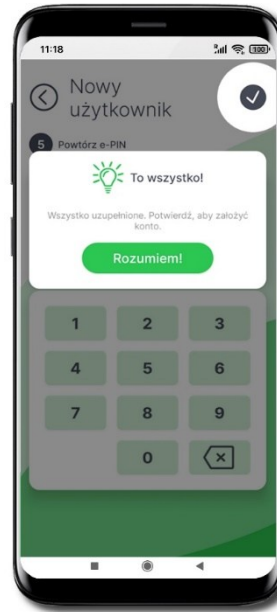 11:18
100
Nowy
użytkownik
5 Powtórz e-PIN
To wszystko!
Wszystko uzupełnione. Potwierdź, aby założyć
konto.
Rozumiem!
1 2 3
4 5 6
7 8 9
0